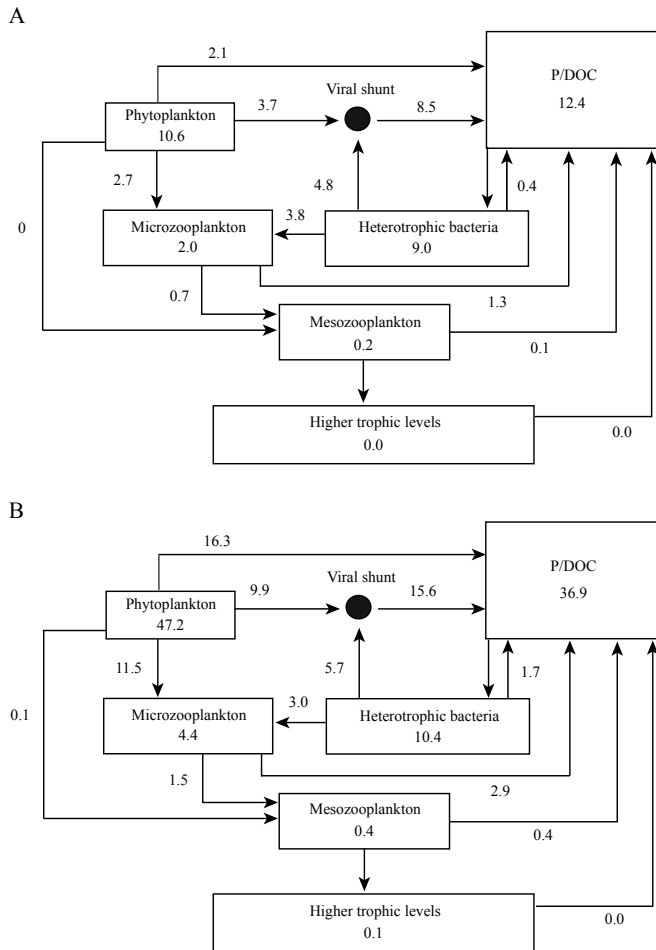 A
2.1
P/DOC
12.4
Viral shunt
3.7
8.5
Phytoplankton
10.6
2.7
4.8
0.4
0
3.8
Microzooplankton
2.0
Heterotrophic bacteria
9.0
0.7
1.3
Mesozooplankton
0.2
0.1
Higher trophic levels
0.0
0.0
B
16.3
P/DOC
36.9
Viral shunt
9.9
15.6
Phytoplankton
47.2
11.5
5.7
1.7
0.1
3.0
Microzooplankton
4.4
Heterotrophic bacteria
10.4
1.5
2.9
Mesozooplankton
0.4
0.4
Higher trophic levels
0.1
0.0